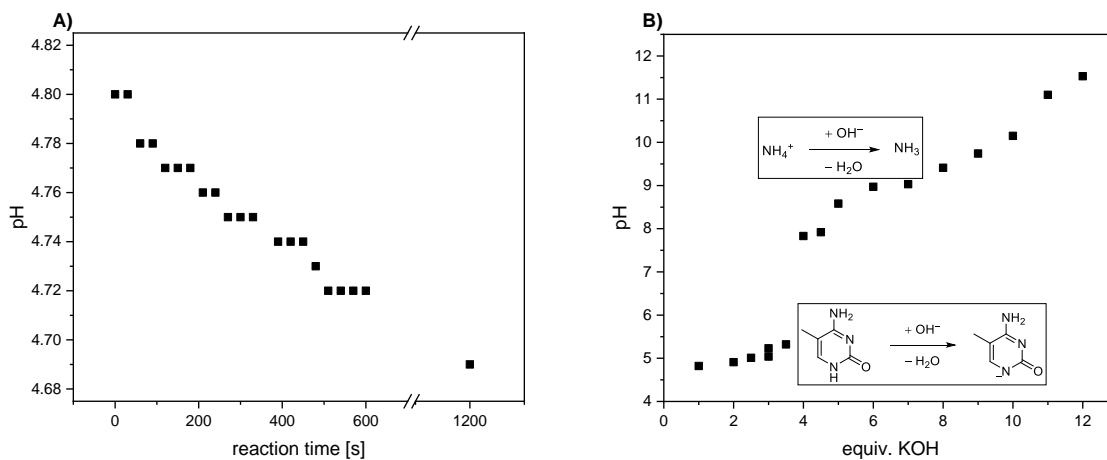 A)
4.82
4.80
4.78
4.76
4.74
4.72
4.70
4.68
pH
0
200
400
600
1200
reaction time [s]
B)
12
11
10
9
8
7
6
5
4
pH
0
2
4
6
8
10
12
equiv. KOH
+ OH⁻
NH₄⁺
NH₃
– H₂O
NH₂
N
N
H
O
+ OH⁻
– H₂O
NH₂
N
N
–
O